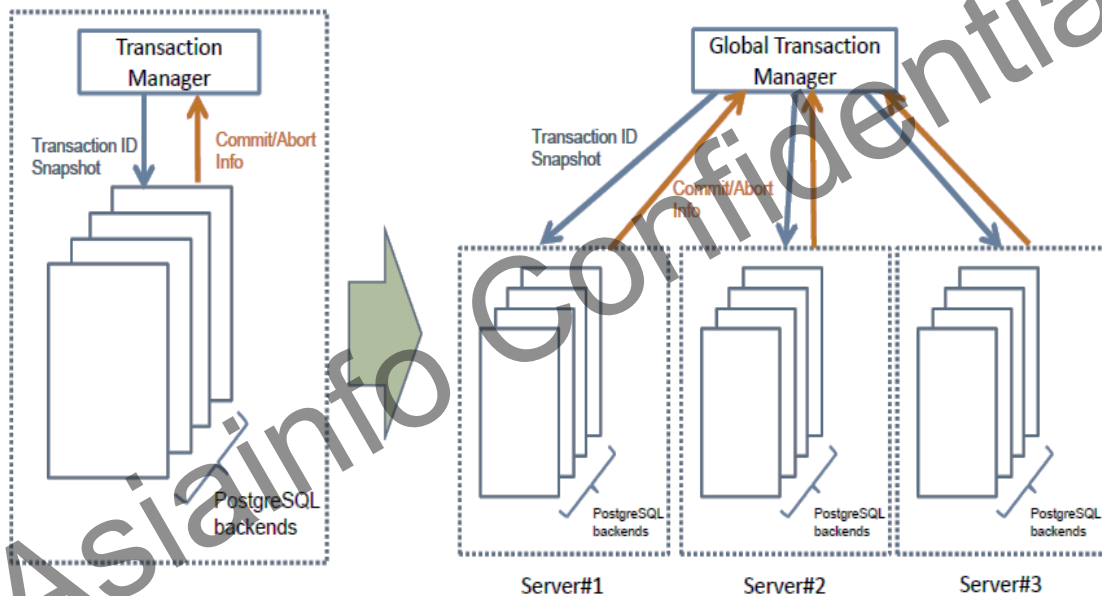 Transaction
Manager
Transaction ID
Snapshot
Commit/Abort
Info
PostgreSQL
backends
Global Transaction
Manager
Transaction ID
Snapshot
Commit/Abort
Info
PostgreSQL
backends
PostgreSQL
backends
PostgreSQL
backends
Server#1
Server#2
Server#3
Asiainfo Confidential